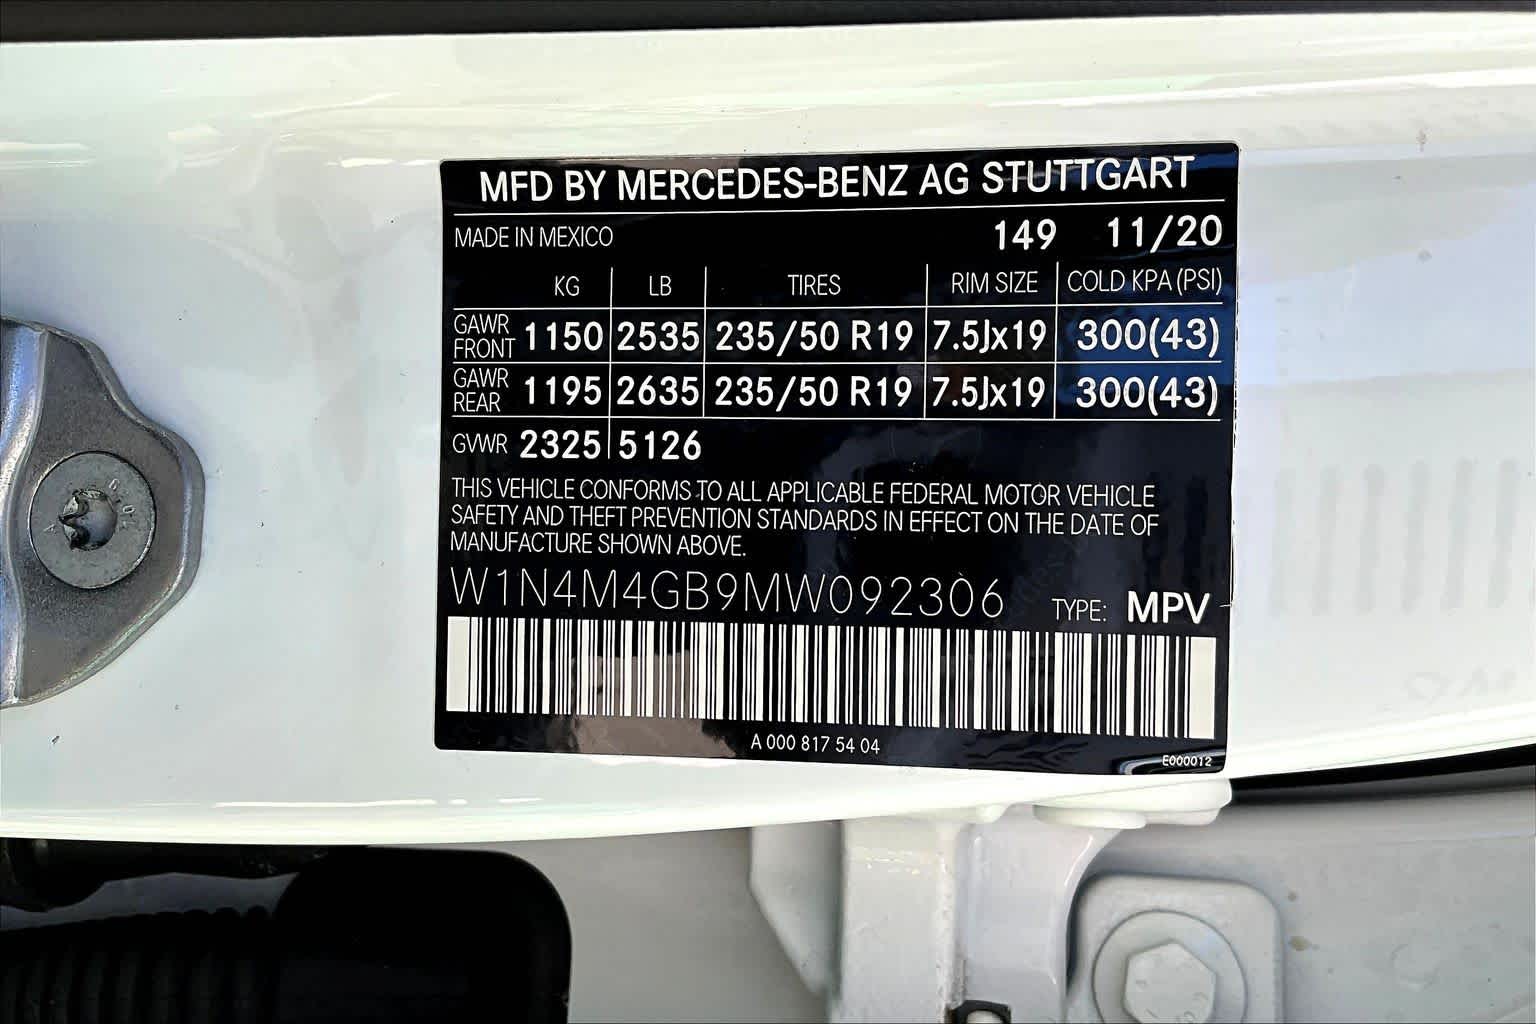 MFD BY MERCEDES-BENZ AG STUTTGART
MADE IN MEXICO 149 11/20
KG LB TIRES RIM SIZE COLD KPA (PSI)
GAWR FRONT 1150 2535 235/50 R19 7.5Jx19 300(43)
GAWR REAR 1195 2635 235/50 R19 7.5Jx19 300(43)
GVWR 2325 5126
THIS VEHICLE CONFORMS TO ALL APPLICABLE FEDERAL MOTOR VEHICLE
SAFETY AND THEFT PREVENTION STANDARDS IN EFFECT ON THE DATE OF
MANUFACTURE SHOWN ABOVE.
W1N4M4GB9MW092306 TYPE: MPV
A 000 817 54 04
E000012